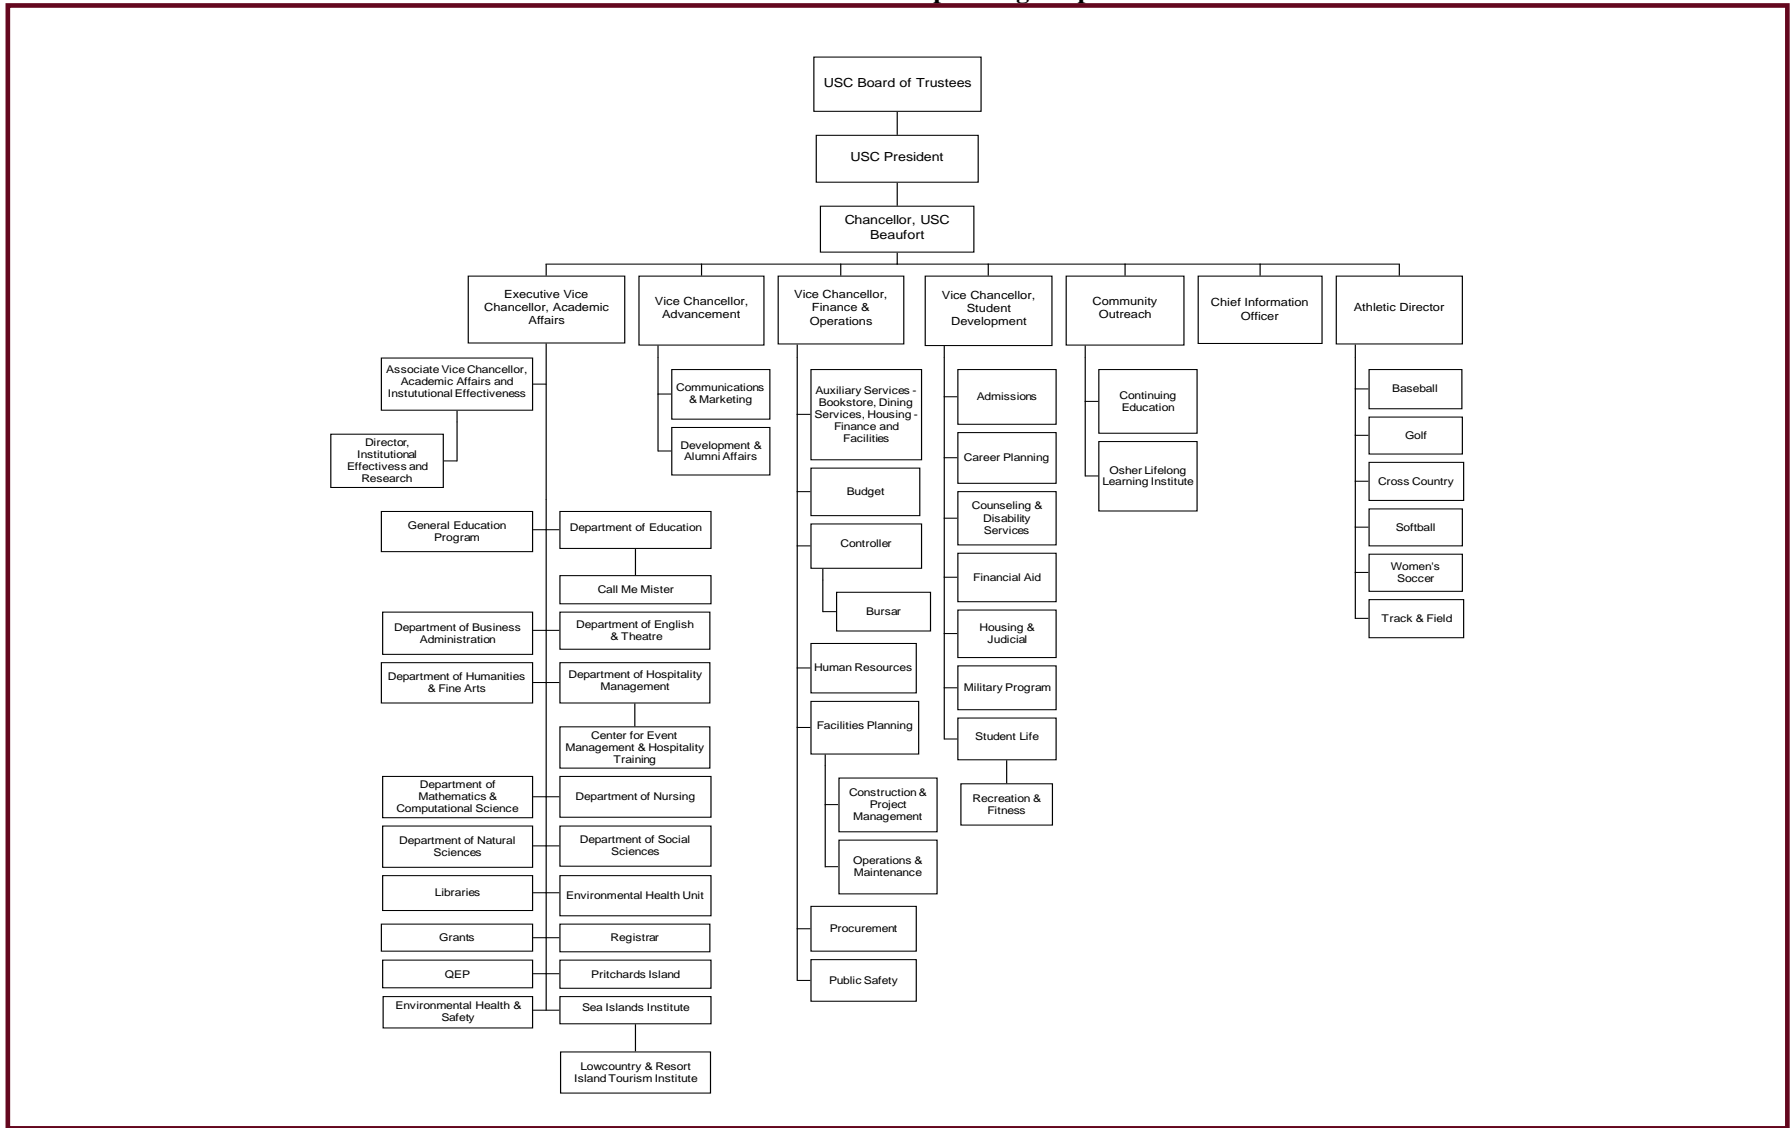 USC Board of Trustees
USC President
Chancellor, USC
Beaufort
Executive Vice
Chancellor, Academic
Affairs
Vice Chancellor,
Advancement
Vice Chancellor,
Finance &
Operations
Vice Chancellor,
Student
Development
Community
Outreach
Chief Information
Officer
Athletic Director
Associate Vice Chancellor,
Academic Affairs and
Instutional Effectiveness
Director,
Institutional
Effectivess and
Research
General Education
Program
Department of Education
Call Me Mister
Department of Business
Administration
Department of English
& Theatre
Department of Humanities
& Fine Arts
Department of Hospitality
Management
Center for Event
Management & Hospitality
Training
Department of
Mathematics &
Computational Science
Department of Nursing
Department of Natural
Sciences
Department of Social
Sciences
Libraries
Environmental Health Unit
Grants
Registrar
QEP
Pritchards Island
Environmental Health &
Safety
Sea Islands Institute
Lowcountry & Resort
Island Tourism Institute
Communications
& Marketing
Development &
Alumni Affairs
Auxiliary Services -
Bookstore, Dining
Services, Housing -
Finance and
Facilities
Budget
Controller
Bursar
Human Resources
Facilities Planning
Construction &
Project
Management
Operations &
Maintenance
Procurement
Public Safety
Admissions
Career Planning
Counseling &
Disability
Services
Financial Aid
Housing &
Judicial
Military Program
Student Life
Recreation &
Fitness
Continuing
Education
Osher Lifelong
Learning Institute
Baseball
Golf
Cross Country
Softball
Women's
Soccer
Track & Field